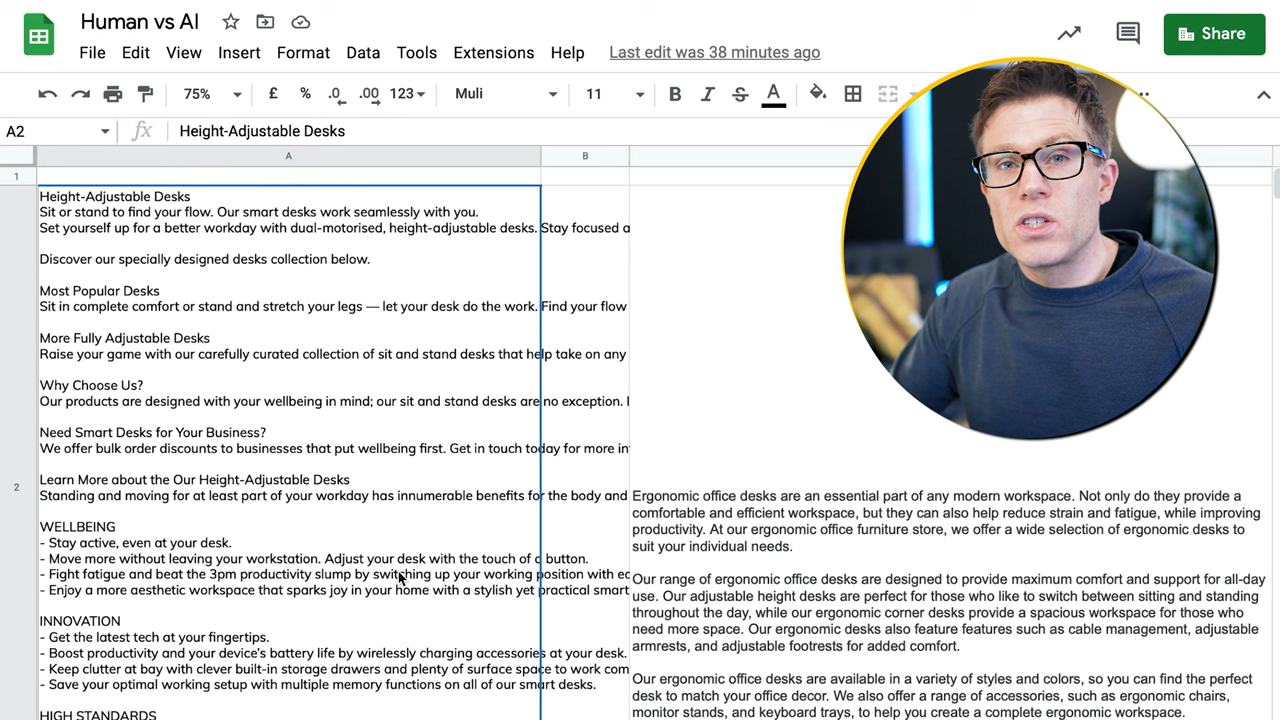 Human vs AI
File Edit View Insert Format Data Tools Extensions Help Last edit was 38 minutes ago
Share
75% £ % .0 .00 123 Muli 11 B I S A
A2 fx Height-Adjustable Desks
A B
1
Height-Adjustable Desks
Sit or stand to find your flow. Our smart desks work seamlessly with you.
Set yourself up for a better workday with dual-motorised, height-adjustable desks. Stay focused a
Discover our specially designed desks collection below.
Most Popular Desks
Sit in complete comfort or stand and stretch your legs — let your desk do the work. Find your flow
More Fully Adjustable Desks
Raise your game with our carefully curated collection of sit and stand desks that help take on any
Why Choose Us?
Our products are designed with your wellbeing in mind; our sit and stand desks are no exception.
Need Smart Desks for Your Business?
We offer bulk order discounts to businesses that put wellbeing first. Get in touch today for more in
Learn More about the Our Height-Adjustable Desks
2
Standing and moving for at least part of your workday has innumerable benefits for the body and
WELLBEING
- Stay active, even at your desk.
- Move more without leaving your workstation. Adjust your desk with the touch of a button.
- Fight fatigue and beat the 3pm productivity slump by switching up your working position with ea
- Enjoy a more aesthetic workspace that sparks joy in your home with a stylish yet practical smart
INNOVATION
- Get the latest tech at your fingertips.
- Boost productivity and your device's battery life by wirelessly charging accessories at your desk.
- Keep clutter at bay with clever built-in storage drawers and plenty of surface space to work com
- Save your optimal working setup with multiple memory functions on all of our smart desks.
HIGH STANDARDS
Ergonomic office desks are an essential part of any modern workspace. Not only do they provide a
comfortable and efficient workspace, but they can also help reduce strain and fatigue, while improving
productivity. At our ergonomic office furniture store, we offer a wide selection of ergonomic desks to
suit your individual needs.
Our range of ergonomic office desks are designed to provide maximum comfort and support for all-day
use. Our adjustable height desks are perfect for those who like to switch between sitting and standing
throughout the day, while our ergonomic corner desks provide a spacious workspace for those who
need more space. Our ergonomic desks also feature features such as cable management, adjustable
armrests, and adjustable footrests for added comfort.
Our ergonomic office desks are available in a variety of styles and colors, so you can find the perfect
desk to match your office decor. We also offer a range of accessories, such as ergonomic chairs,
monitor stands, and keyboard trays, to help you create a complete ergonomic workspace.